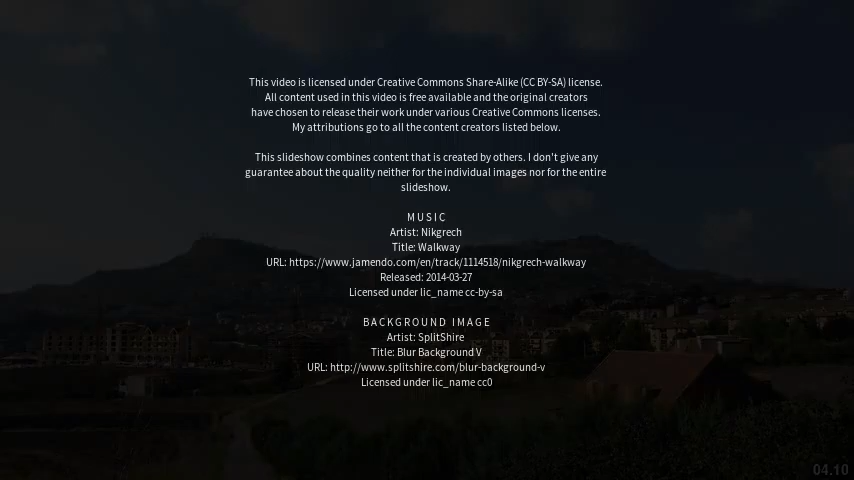 This video is licensed under Creative Commons Share-Alike (CC BY-SA) license.
All content used in this video is free available and the original creators
have chosen to release their work under various Creative Commons licenses.
My attributions go to all the content creators listed below.
This slideshow combines content that is created by others. I don't give any
guarantee about the quality neither for the individual images nor for the entire
slideshow.
MUSIC
Artist: Nikgrech
Title: Walkway
URL: https://www.jamendo.com/en/track/1114518/nikgrech-walkway
Released: 2014-03-27
Licensed under lic_name cc-by-sa
BACKGROUND IMAGE
Artist: SplitShire
Title: Blur Background V
URL: http://www.splitshire.com/blur-background-v
Licensed under lic_name cc0
04.10